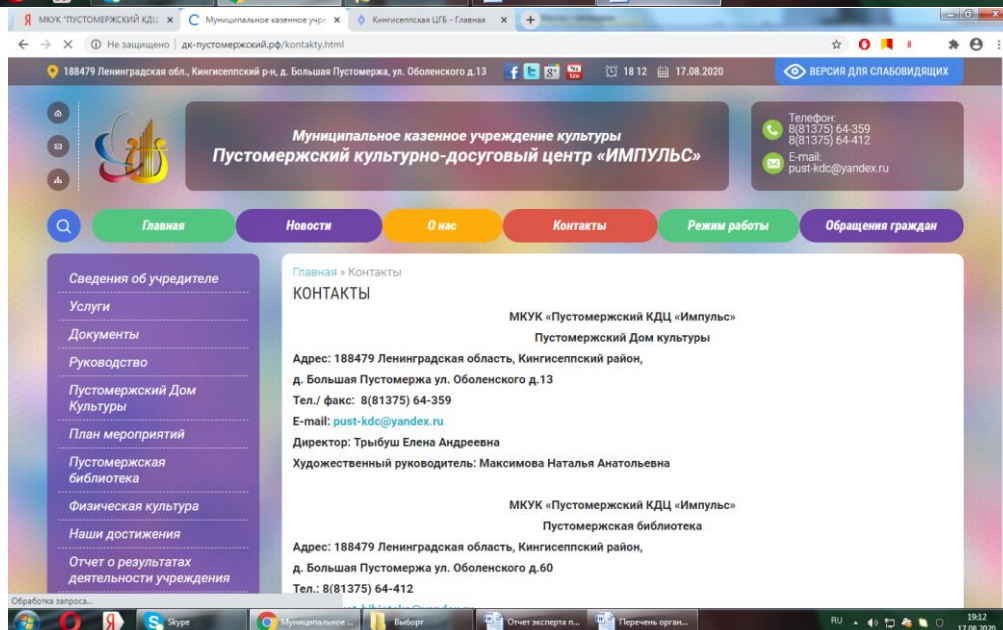 МКУК "ПУСТОМЕРЖСКИЙ КДЦ
Муниципальное казенное учре
Кингисеппская ЦГБ - Главная
Не защищено | дк-пустомержский.рф/kontakty.html
188479 Ленинградская обл., Кингисеппский р-н, д. Большая Пустомержа, ул. Оболенского д.13
18 12
17.08.2020
ВЕРСИЯ ДЛЯ СЛАБОВИДЯЩИХ
Муниципальное казенное учреждение культуры
Пустомержский культурно-досуговый центр «ИМПУЛЬС»
Телефон:
8(81375) 64-359
8(81375) 64-412
E-mail:
pust-kdc@yandex.ru
Главная
Новости
О нас
Контакты
Режим работы
Обращения граждан
Сведения об учредителе
Услуги
Документы
Руководство
Пустомержский Дом
Культуры
План мероприятий
Пустомержская
библиотека
Физическая культура
Наши достижения
Отчет о результатах
деятельности учреждения
Главная » Контакты
КОНТАКТЫ
МКУК «Пустомержский КДЦ «Импульс»
Пустомержский Дом культуры
Адрес: 188479 Ленинградская область, Кингисеппский район,
д. Большая Пустомержа ул. Оболенского д.13
Тел./ факс: 8(81375) 64-359
E-mail: pust-kdc@yandex.ru
Директор: Трыбуш Елена Андреевна
Художественный руководитель: Максимова Наталья Анатольевна
МКУК «Пустомержский КДЦ «Импульс»
Пустомержская библиотека
Адрес: 188479 Ленинградская область, Кингисеппский район,
д. Большая Пустомержа ул. Оболенского д.60
Тел.: 8(81375) 64-412
Обработка запроса...
Skype
Муниципальное ...
Выборг
Отчет эксперта п...
Перечень орган...
RU
19:12
17.08.2020